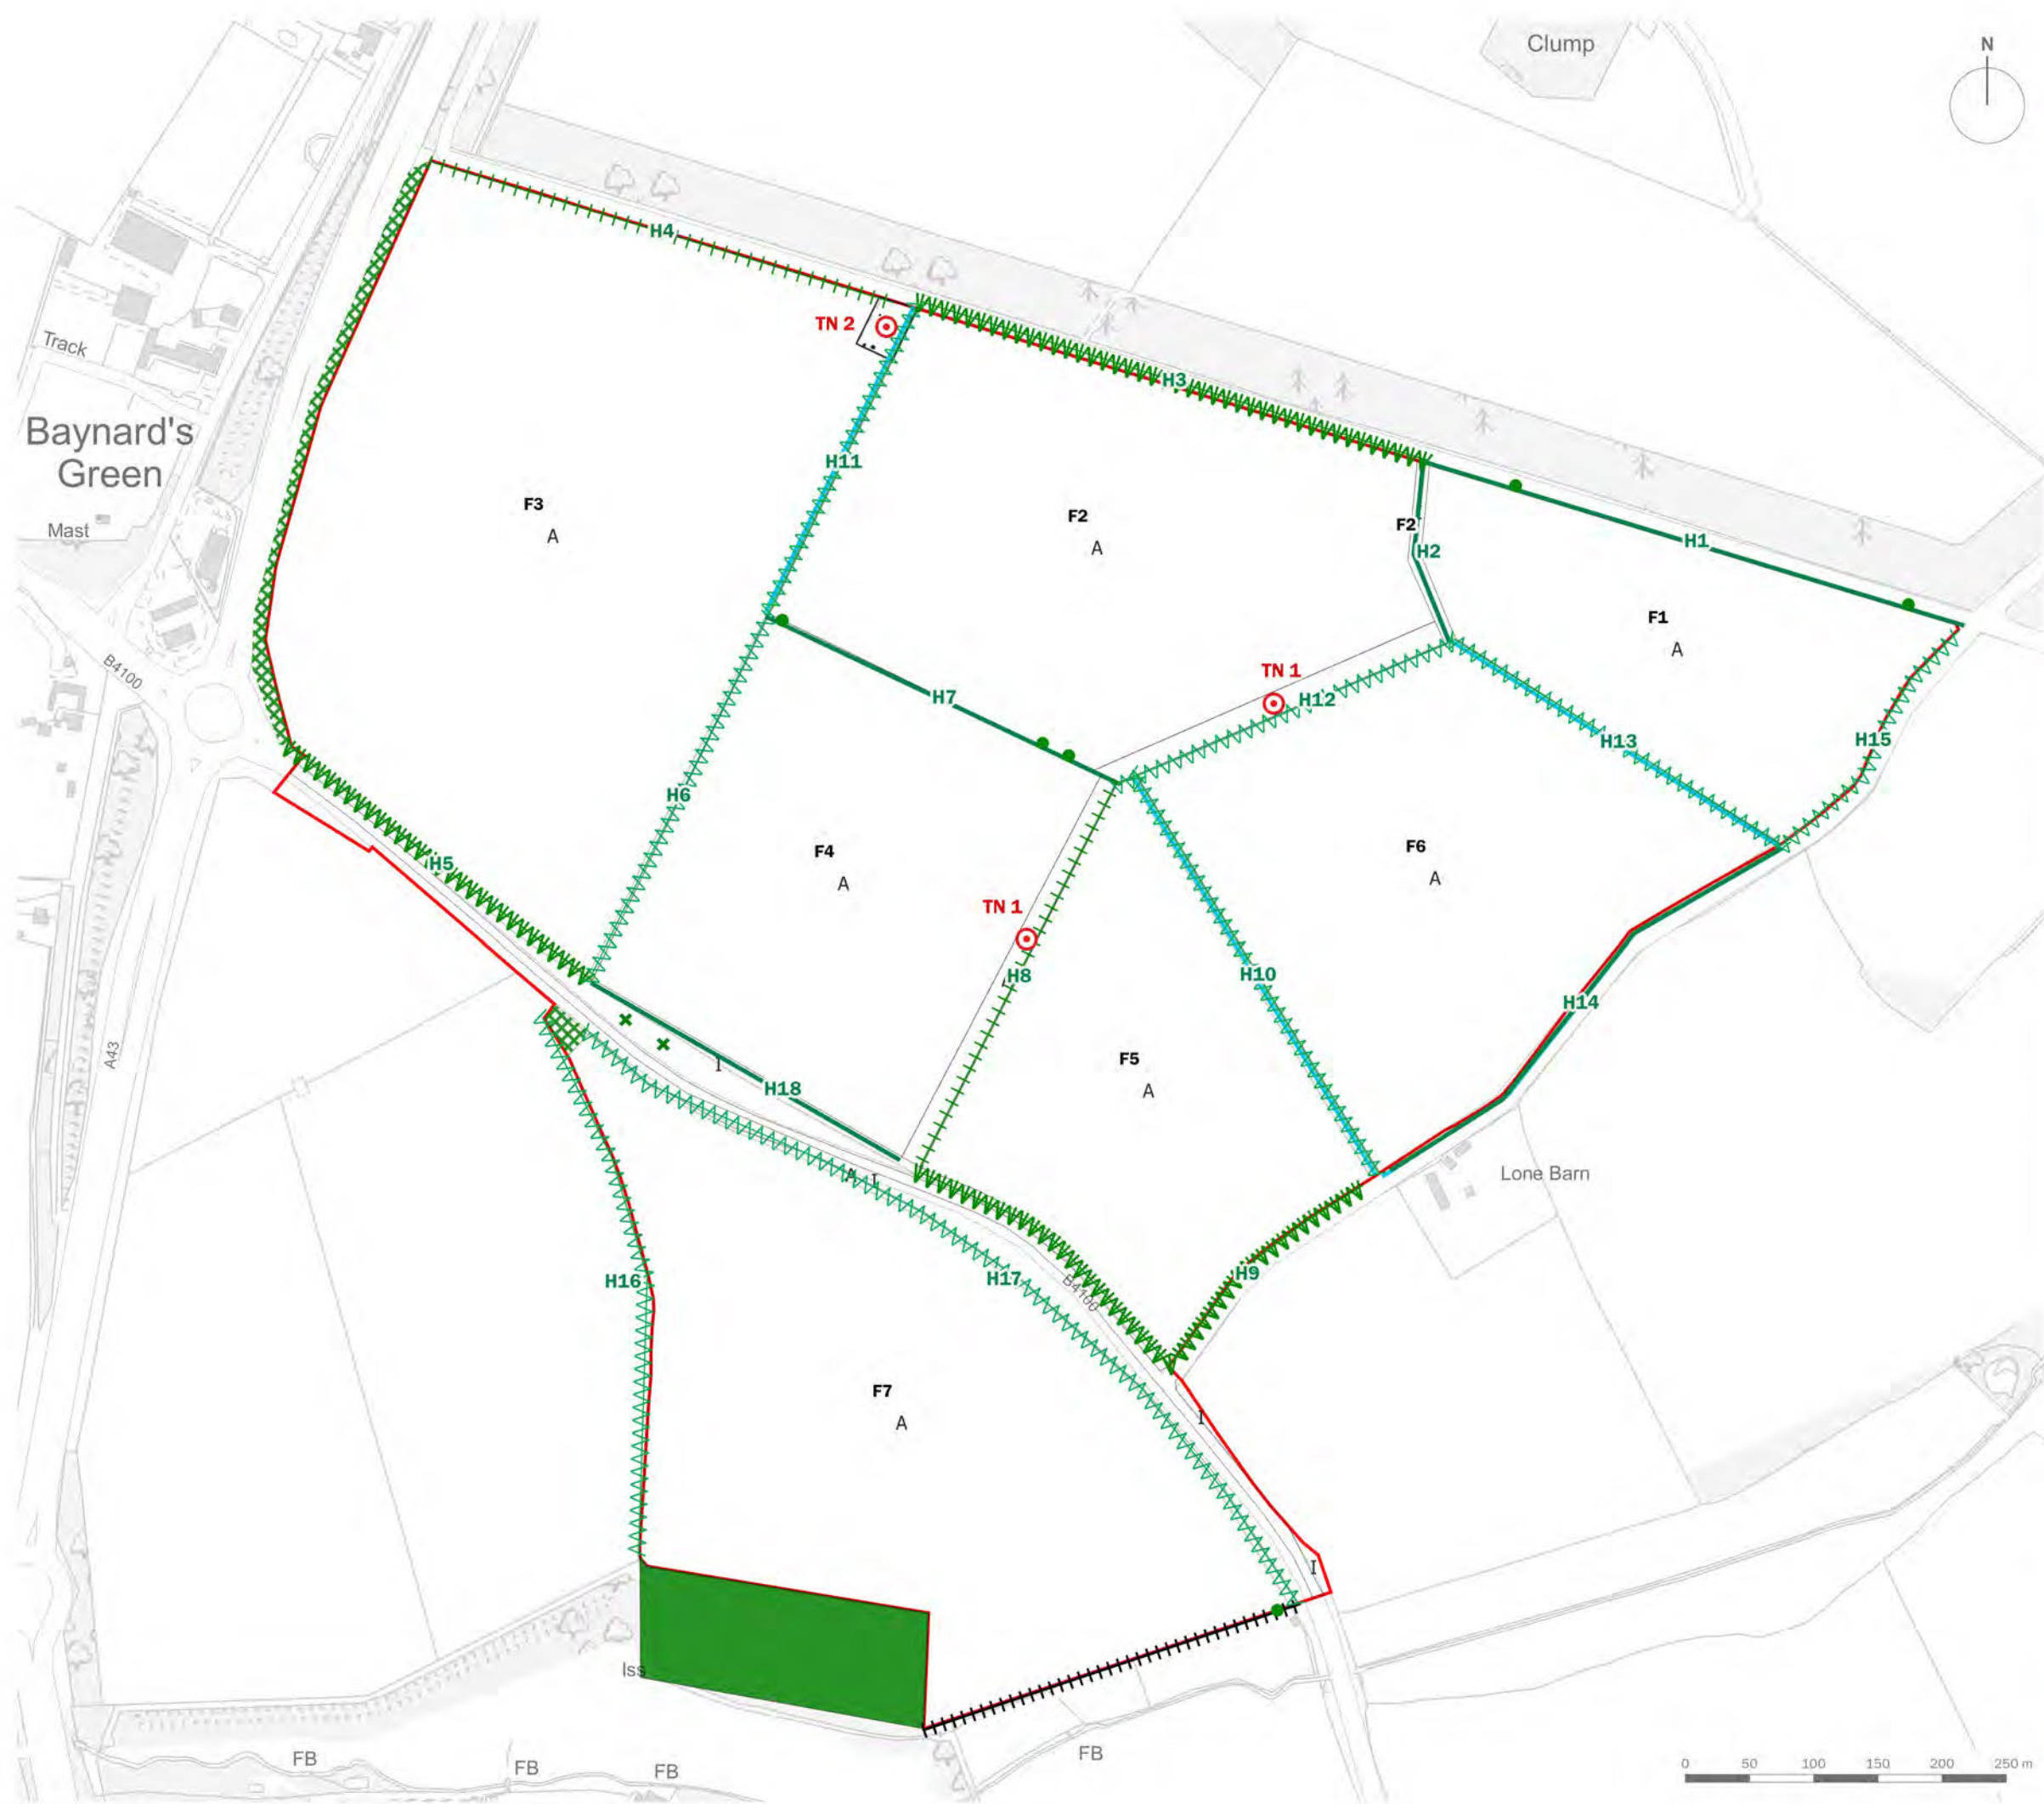 Clump
N
H4
TN 2
Track
H3
Baynard's
Green
H11
F3
A
F2
A
F2
H2
H1
Mast
F1
A
B4100
TN 1
H12
H7
H13
H15
H6
F4
A
F6
A
H5
TN 1
H8
H10
H14
A43
F5
A
I
H18
Lone Barn
A
I
H16
H17
B4100
H9
F7
A
I
I
Iss
FB
FB
FB
FB
0 50 100 150 200 250 m